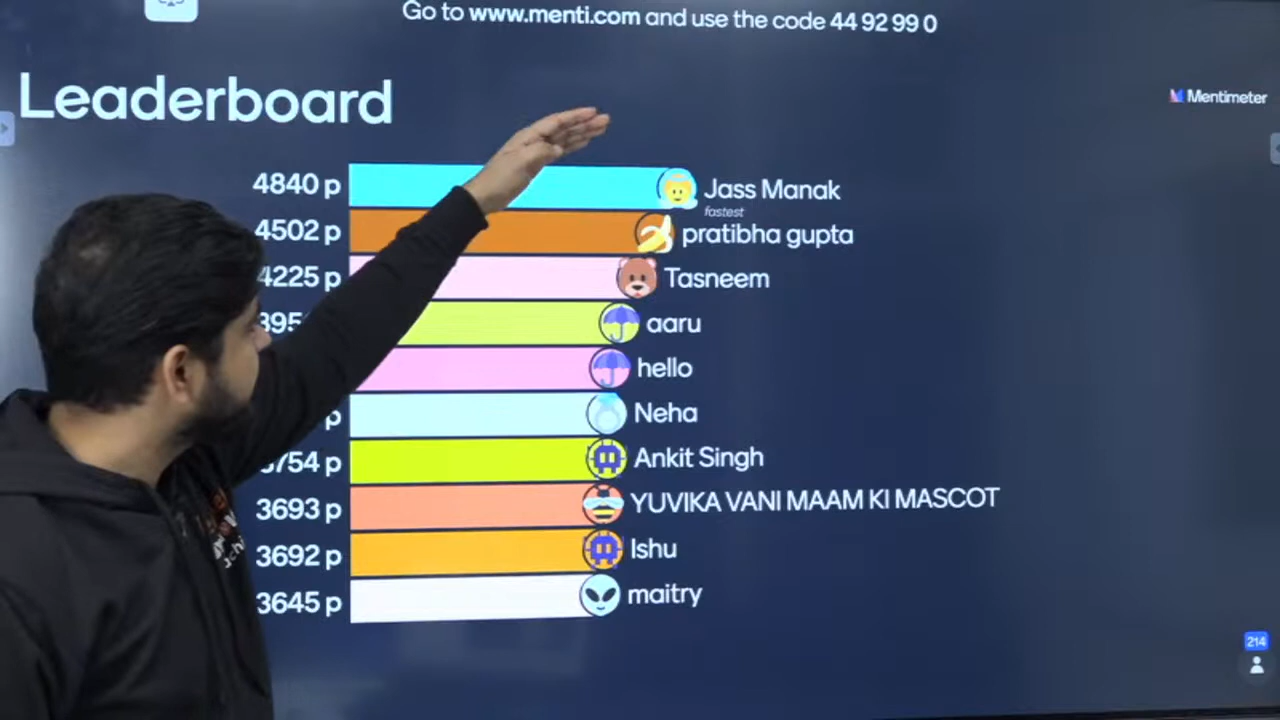 Go to www.menti.com and use the code 44 92 99 0
Leaderboard
Mentimeter
4840 p Jass Manak
fastest
4502 p pratibha gupta
4225 p Tasneem
aaru
hello
p Neha
3754 p Ankit Singh
3693 p YUVIKA VANI MAAM KI MASCOT
3692 p Ishu
3645 p maitry
214